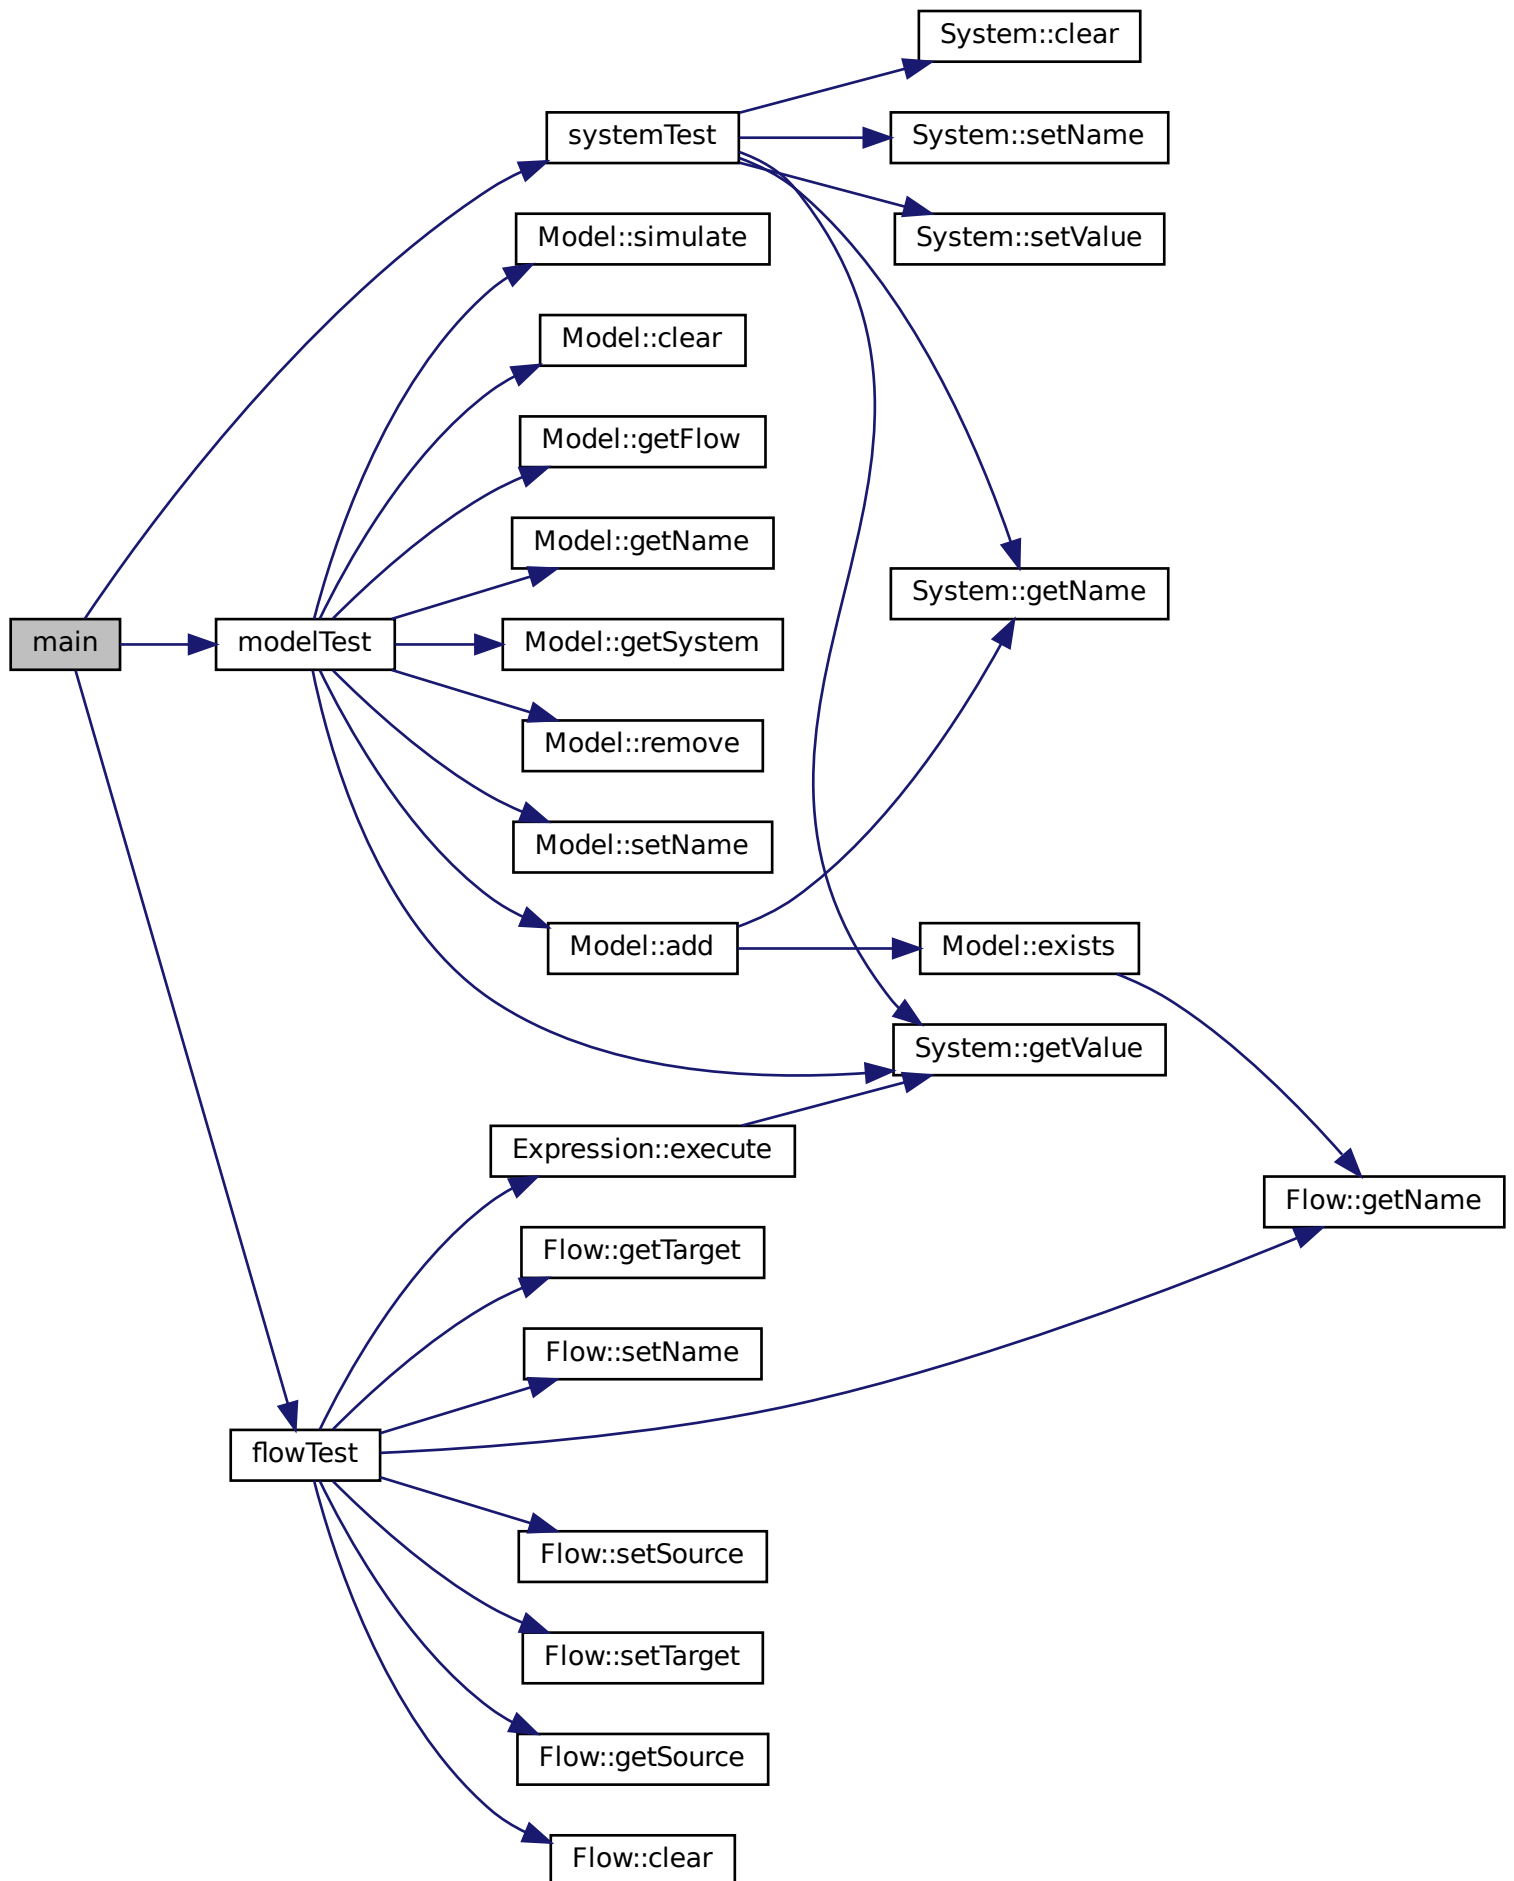 System::clear
systemTest
System::setName
Model::simulate
System::setValue
Model::clear
Model::getFlow
Model::getName
System::getName
main
modelTest
Model::getSystem
Model::remove
Model::setName
Model::add
Model::exists
System::getValue
Expression::execute
Flow::getName
Flow::getTarget
Flow::setName
flowTest
Flow::setSource
Flow::setTarget
Flow::getSource
Flow::clear